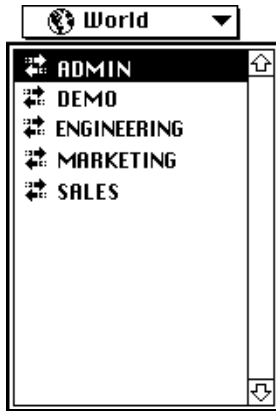 World
ADMIN
DEMO
ENGINEERING
MARKETING
SALES